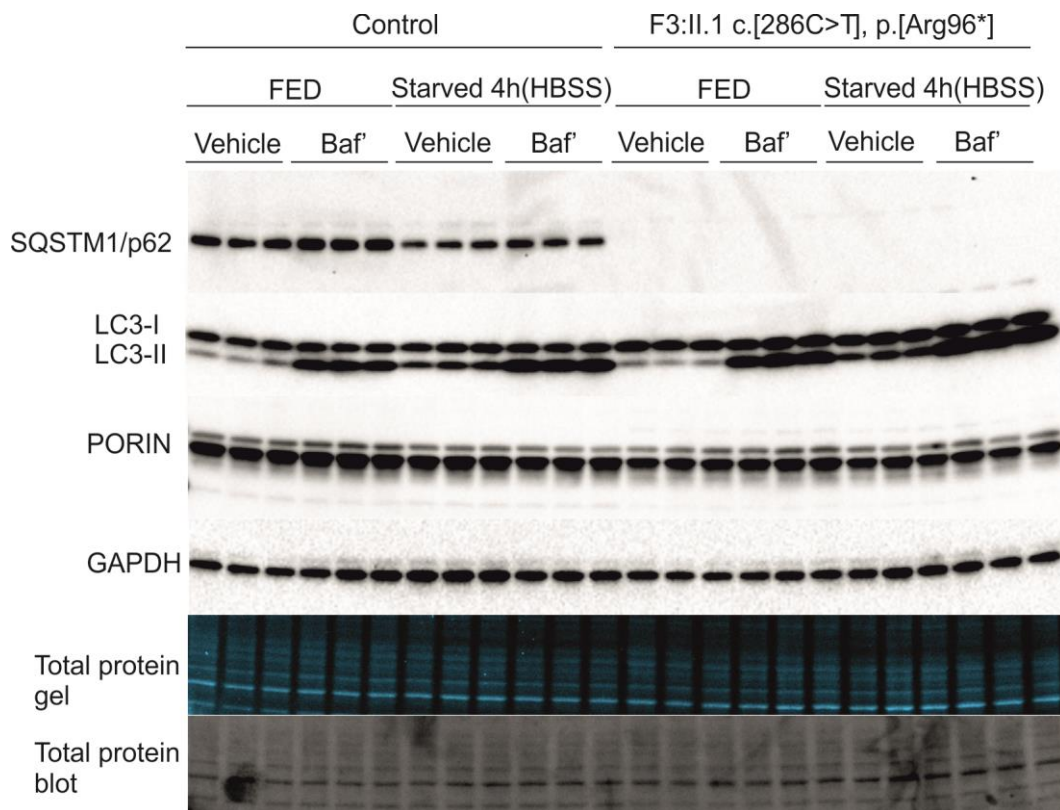 Control F3:II.1 c.[286C>T], p.[Arg96*]
FED Starved 4h(HBSS) FED Starved 4h(HBSS)
Vehicle Baf' Vehicle Baf' Vehicle Baf' Vehicle Baf'
SQSTM1/p62
LC3-I
LC3-II
PORIN
GAPDH
Total protein
gel
Total protein
blot